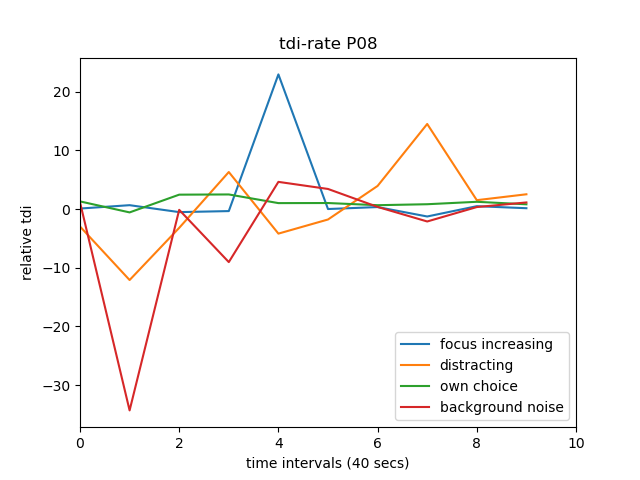 tdi-rate P08
relative tdi
20
10
0
−10
−20
−30
focus increasing
distracting
own choice
background noise
0 2 4 6 8 10
time intervals (40 secs)